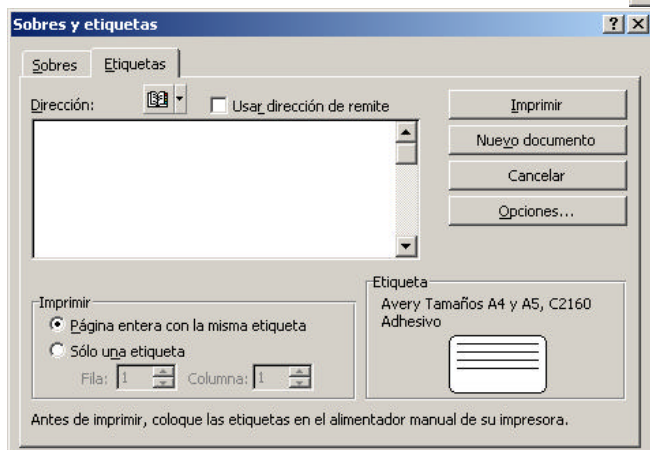 Sobres y etiquetas
Sobres Etiquetas
Dirección: Usar dirección de remite
Imprimir
Nuevo documento
Cancelar
Opciones...
Imprimir
Página entera con la misma etiqueta
Sólo una etiqueta
Fila: 1 Columna: 1
Etiqueta
Avery Tamaños A4 y A5, C2160
Adhesivo
Antes de imprimir, coloque las etiquetas en el alimentador manual de su impresora.